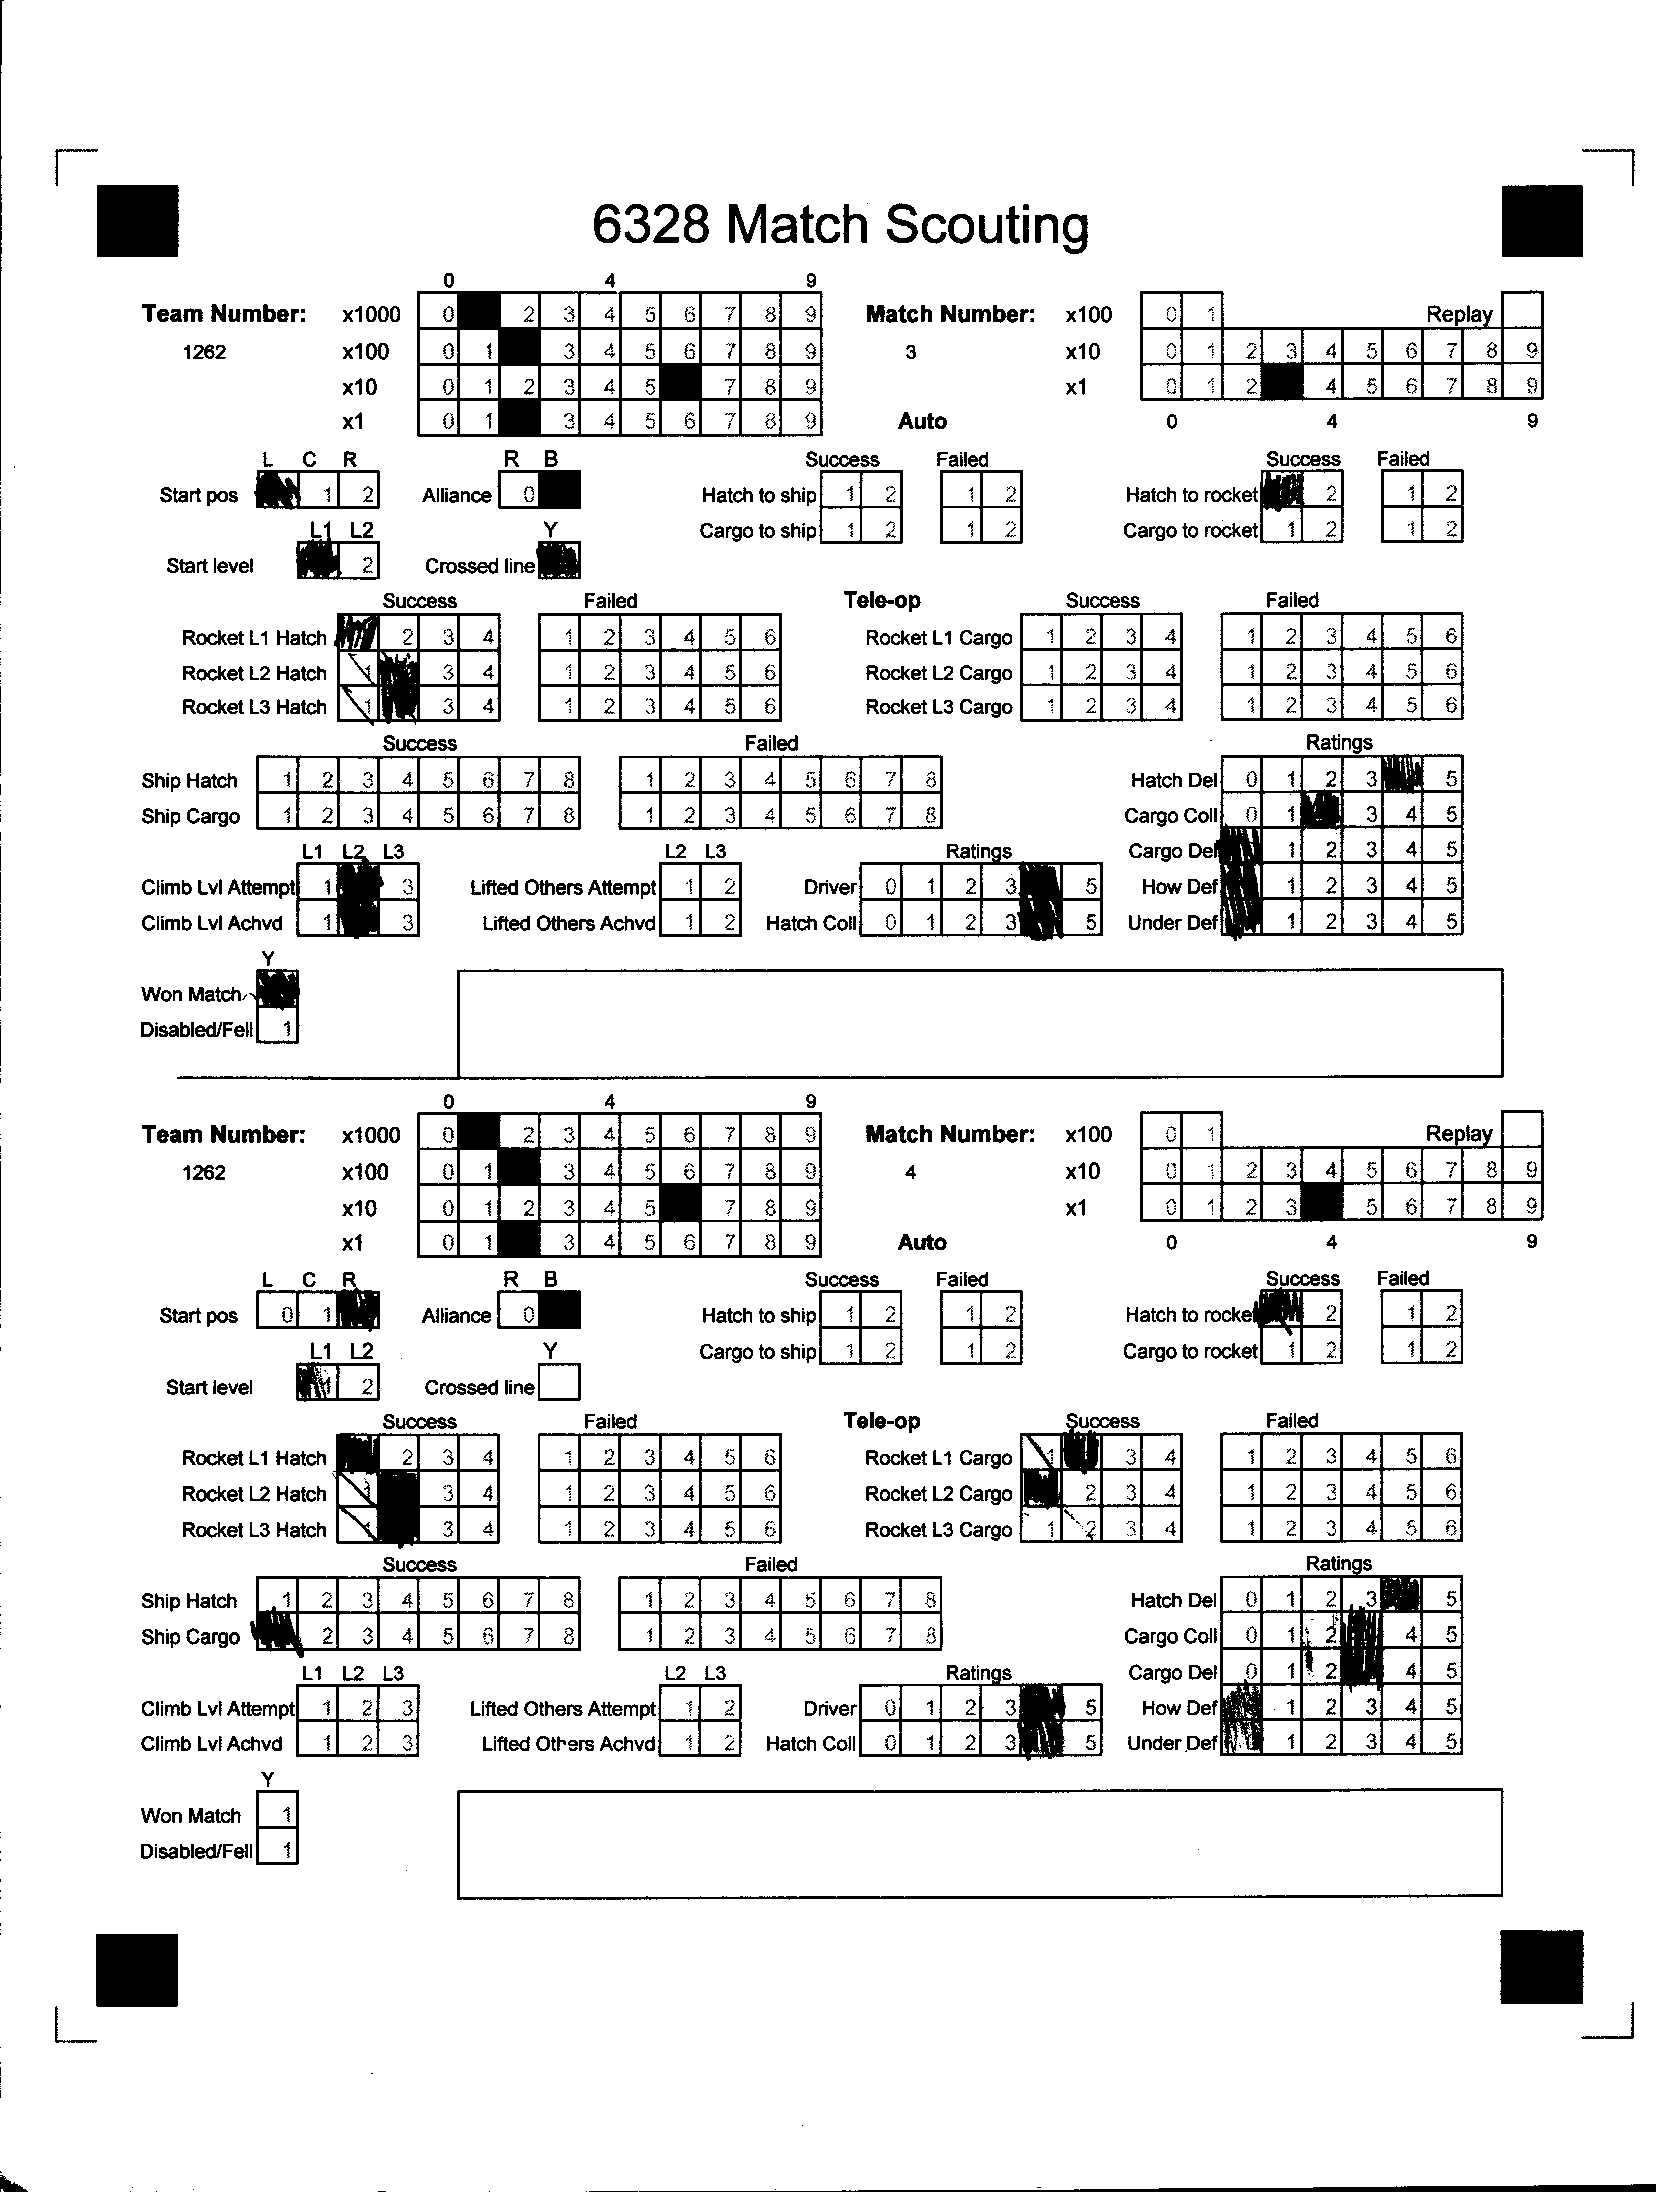 6328 Match Scouting
0 4 9
Team Number: x1000 0 2 3 4 5 6 7 8 9 Match Number: x100 0 1 Replay
1262 x100 0 1 3 4 5 6 7 8 9 3 x10 0 1 2 3 4 5 6 7 8 9
x10 0 1 2 3 4 5 7 8 9 x1 0 1 2 4 5 6 7 8 9
x1 0 1 3 4 5 6 7 8 9 Auto 0 4 9
L C R R B Success Failed Success Failed
Start pos 1 2 Alliance 0 Hatch to ship 1 2 1 2 Hatch to rocket 2 1 2
L1 L2 Y Cargo to ship 1 2 1 2 Cargo to rocket 1 2 1 2
Start level 2 Crossed line
Success Failed Tele-op Success Failed
Rocket L1 Hatch 2 3 4 1 2 3 4 5 6 Rocket L1 Cargo 1 2 3 4 1 2 3 4 5 6
Rocket L2 Hatch 1 3 4 1 2 3 4 5 6 Rocket L2 Cargo 1 2 3 4 1 2 3 4 5 6
Rocket L3 Hatch 1 3 4 1 2 3 4 5 6 Rocket L3 Cargo 1 2 3 4 1 2 3 4 5 6
Success Failed Ratings
Ship Hatch 1 2 3 4 5 6 7 8 1 2 3 4 5 6 7 8 Hatch Del 0 1 2 3 5
Ship Cargo 1 2 3 4 5 6 7 8 1 2 3 4 5 6 7 8 Cargo Coll 0 1 3 4 5
L1 L2 L3 L2 L3 Ratings Cargo Del 1 2 3 4 5
Climb Lvl Attempt 1 3 Lifted Others Attempt 1 2 Driver 0 1 2 3 5 How Def 1 2 3 4 5
Climb Lvl Achvd 1 3 Lifted Others Achvd 1 2 Hatch Coll 0 1 2 3 5 Under Def 1 2 3 4 5
Y
Won Match
Disabled/Fell 1
0 4 9
Team Number: x1000 0 2 3 4 5 6 7 8 9 Match Number: x100 0 1 Replay
1262 x100 0 1 3 4 5 6 7 8 9 4 x10 0 1 2 3 4 5 6 7 8 9
x10 0 1 2 3 4 5 7 8 9 x1 0 1 2 3 5 6 7 8 9
x1 0 1 3 4 5 6 7 8 9 Auto 0 4 9
L C R R B Success Failed Success Failed
Start pos 0 1 Alliance 0 Hatch to ship 1 2 1 2 Hatch to rocket 2 1 2
L1 L2 Y Cargo to ship 1 2 1 2 Cargo to rocket 1 2 1 2
Start level 1 2 Crossed line
Success Failed Tele-op Success Failed
Rocket L1 Hatch 2 3 4 1 2 3 4 5 6 Rocket L1 Cargo 1 3 4 1 2 3 4 5 6
Rocket L2 Hatch 1 3 4 1 2 3 4 5 6 Rocket L2 Cargo 2 3 4 1 2 3 4 5 6
Rocket L3 Hatch 1 3 4 1 2 3 4 5 6 Rocket L3 Cargo 1 2 3 4 1 2 3 4 5 6
Success Failed Ratings
Ship Hatch 1 2 3 4 5 6 7 8 1 2 3 4 5 6 7 8 Hatch Del 0 1 2 3 5
Ship Cargo 2 3 4 5 6 7 8 1 2 3 4 5 6 7 8 Cargo Coll 0 1 2 4 5
L1 L2 L3 L2 L3 Ratings Cargo Del 0 1 2 4 5
Climb Lvl Attempt 1 2 3 Lifted Others Attempt 1 2 Driver 0 1 2 3 5 How Def 1 2 3 4 5
Climb Lvl Achvd 1 2 3 Lifted Others Achvd 1 2 Hatch Coll 0 1 2 3 5 Under Def 1 2 3 4 5
Y
Won Match 1
Disabled/Fell 1